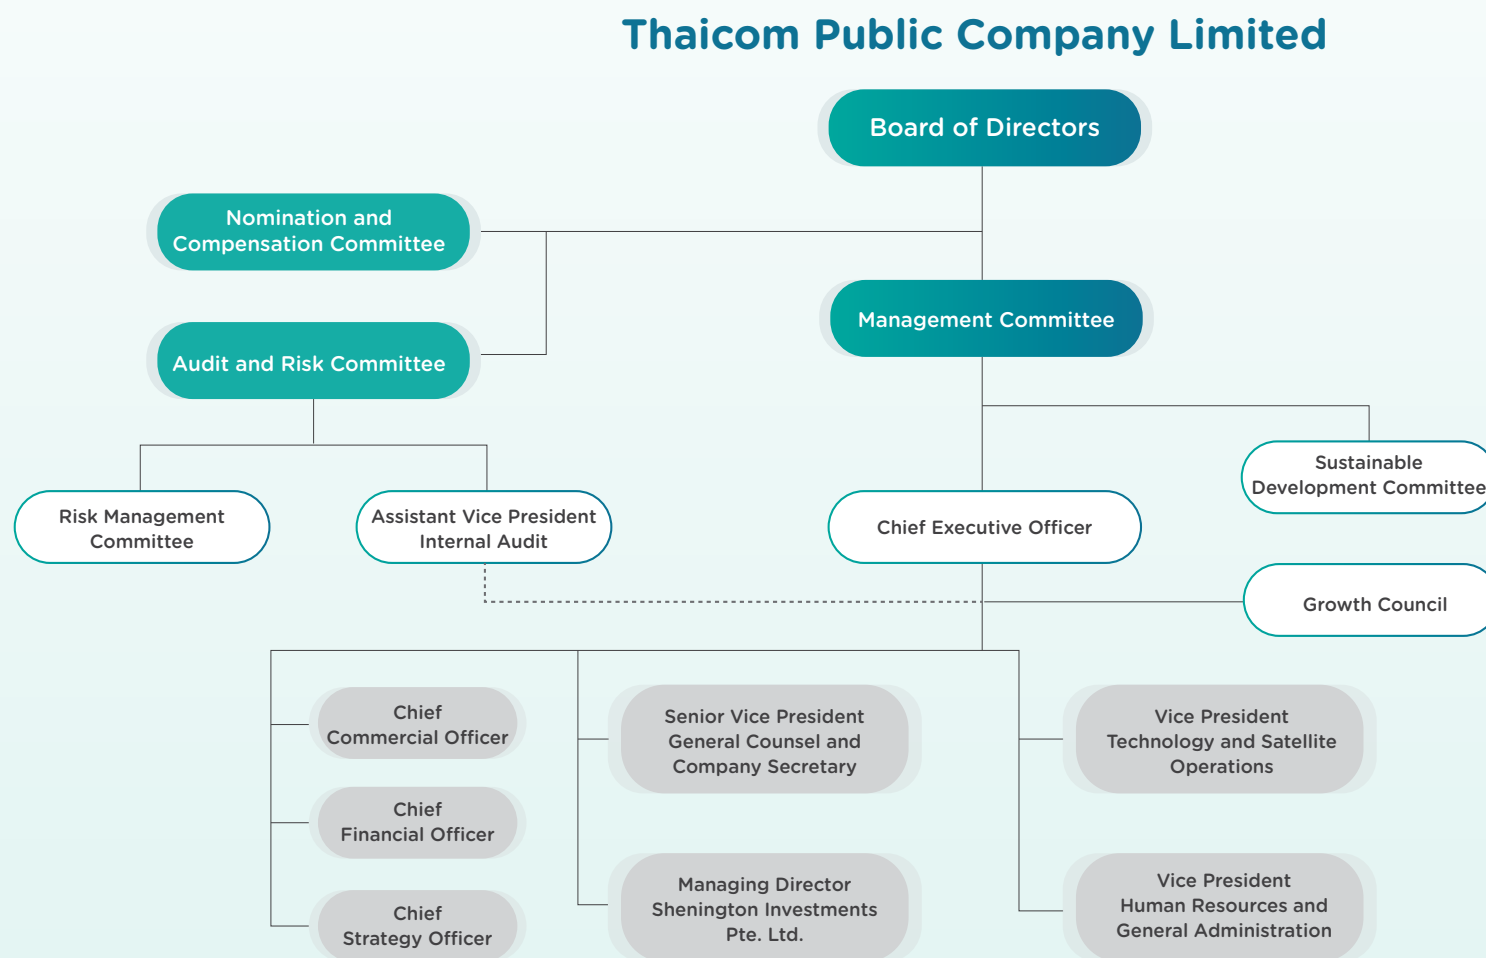 Thaicom Public Company Limited
Board of Directors
Nomination and
Compensation Committee
Management Committee
Audit and Risk Committee
Sustainable
Development Committee
Risk Management
Committee
Assistant Vice President
Internal Audit
Chief Executive Officer
Growth Council
Chief
Commercial Officer
Senior Vice President
General Counsel and
Company Secretary
Vice President
Technology and Satellite
Operations
Chief
Financial Officer
Managing Director
Shenington Investments
Pte. Ltd.
Vice President
Human Resources and
General Administration
Chief
Strategy Officer